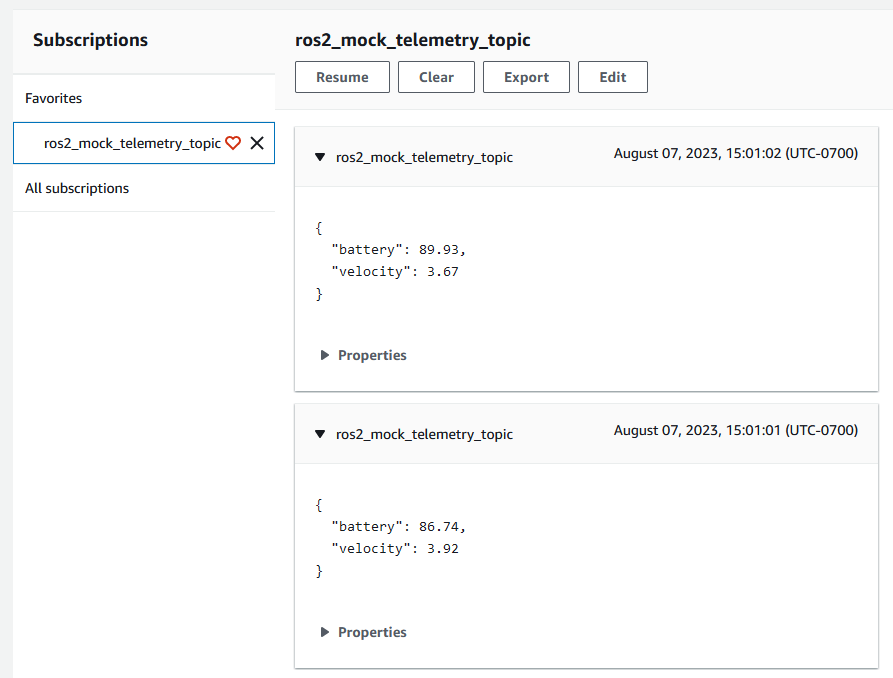 Subscriptions
Favorites
ros2_mock_telemetry_topic
All subscriptions
ros2_mock_telemetry_topic
Resume
Clear
Export
Edit
ros2_mock_telemetry_topic
August 07, 2023, 15:01:02 (UTC-0700)
{
"battery": 89.93,
"velocity": 3.67
}
Properties
ros2_mock_telemetry_topic
August 07, 2023, 15:01:01 (UTC-0700)
{
"battery": 86.74,
"velocity": 3.92
}
Properties